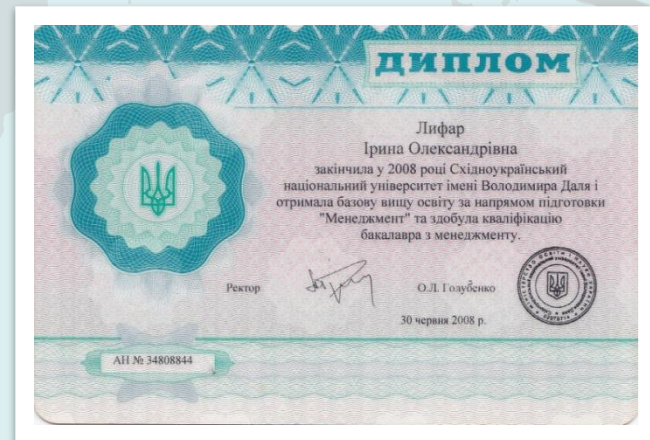 ДИПЛОМ
Лифар
Ірина Олександрівна
закінчила у 2008 році Східноукраїнський
національний університет імені Володимира Даля і
отримала базову вищу освіту за напрямом підготовки
"Менеджмент" та здобула кваліфікацію
бакалавра з менеджменту.
Ректор
О.Л. Голубенко
30 червня 2008 р.
АН № 34808844